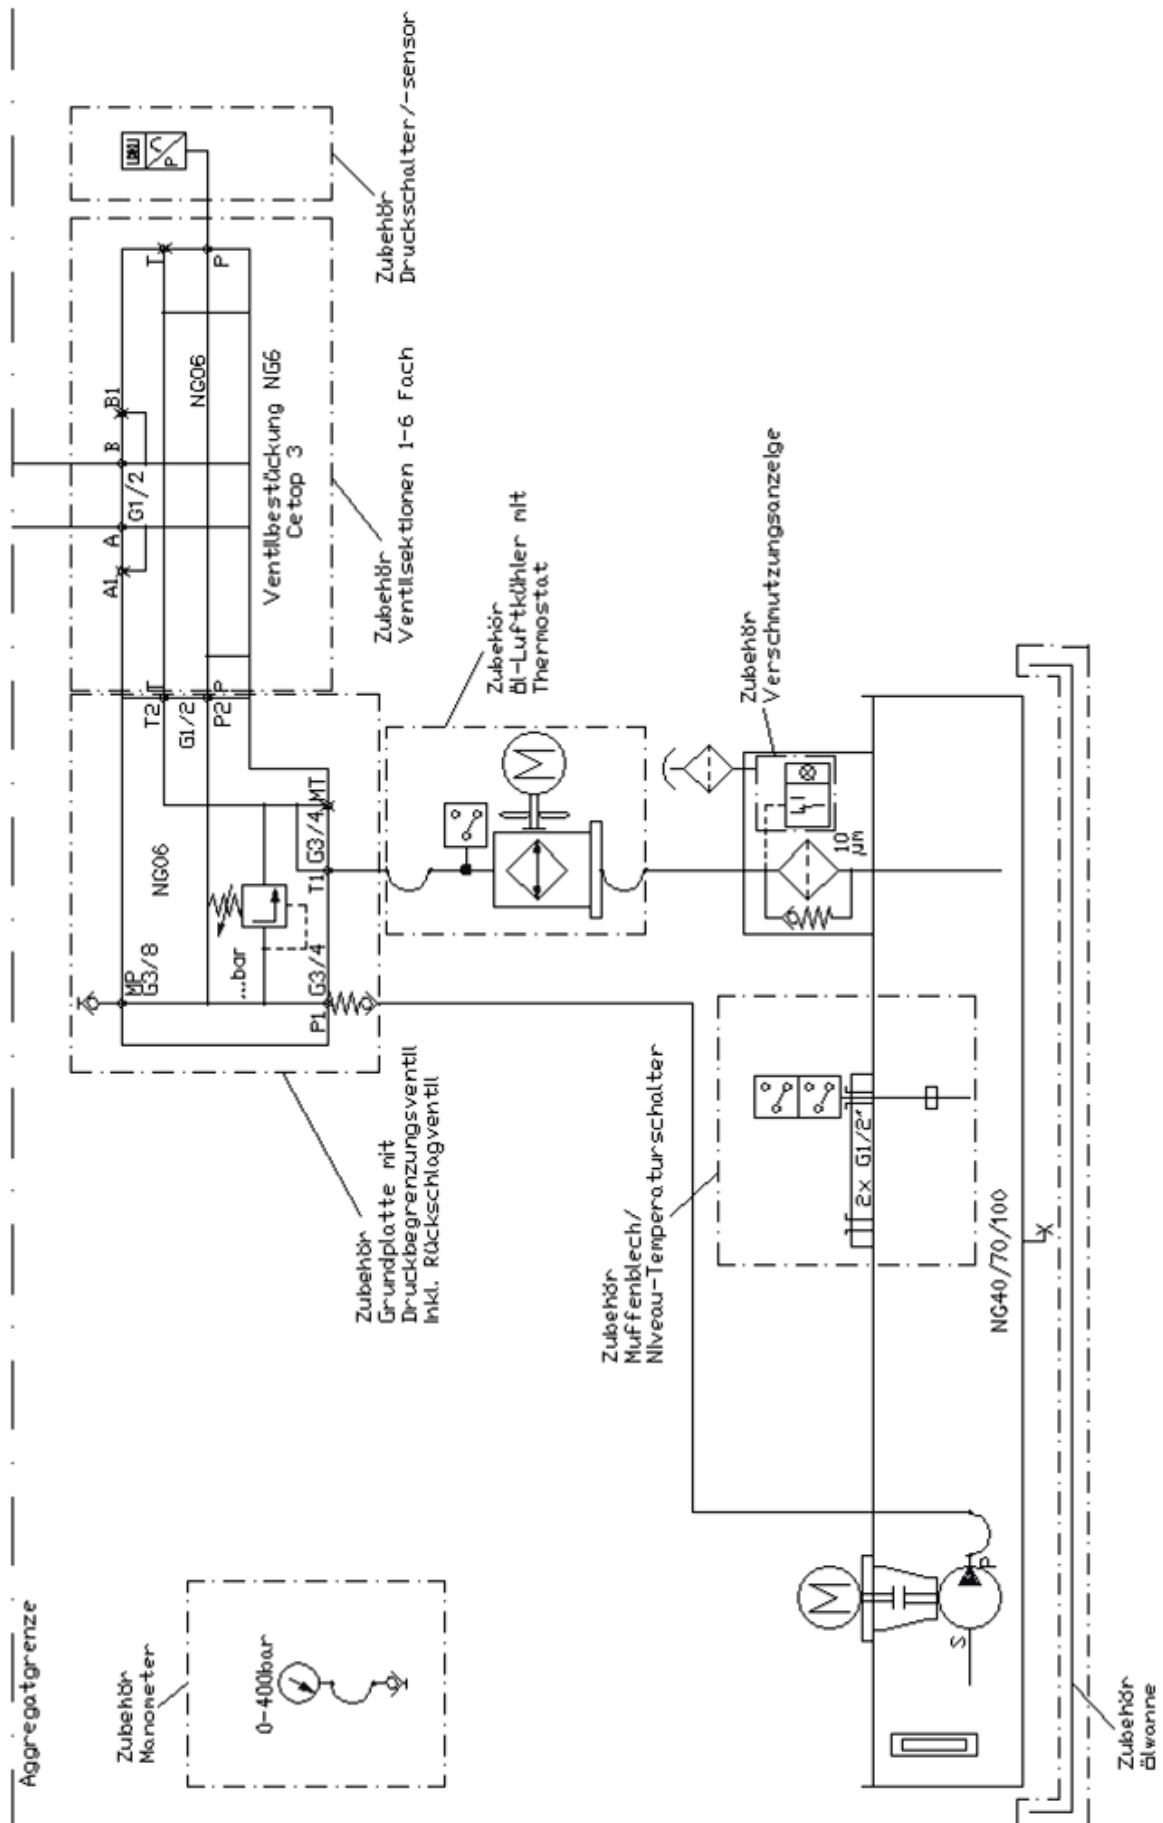 Aggregatgrenze
Zubehör
Manometer
0-400bar
Zubehör
Grundplatte mit
Druckbegrenzungsventil
inkl. Rückschlagventil
MP
G3/8
NG06
...bar
P1
G3/4
T1
G3/4
MT
T2
G1/2
P2
T
P
A1
A
G1/2
B
B1
NG06
T
P
Ventilbestückung NG6
Cetop 3
Zubehör
Ventilsektionen 1-6 Fach
P
Zubehör
Druckschalter/-sensor
Zubehör
Öl-Luftkühler mit
Thermostat
M
Zubehör
Verschmutzungsanzeige
10
µm
Zubehör
Muffenblech/
Niveau-Temperaturschalter
2x G1/2"
NG40/70/100
M
S
P
Zubehör
Ölwanne